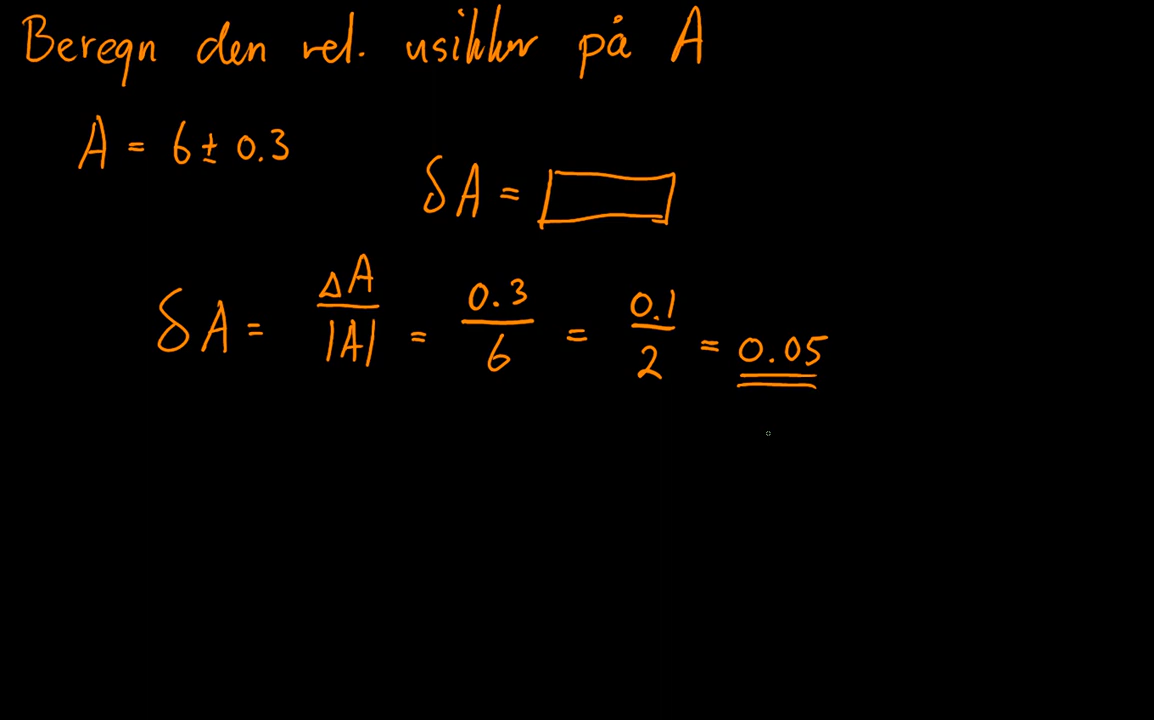 Beregn den rel. usikker på A
A = 6 ± 0.3
δA =
δA = ΔA/|A| = 0.3/6 = 0.1/2 = 0.05